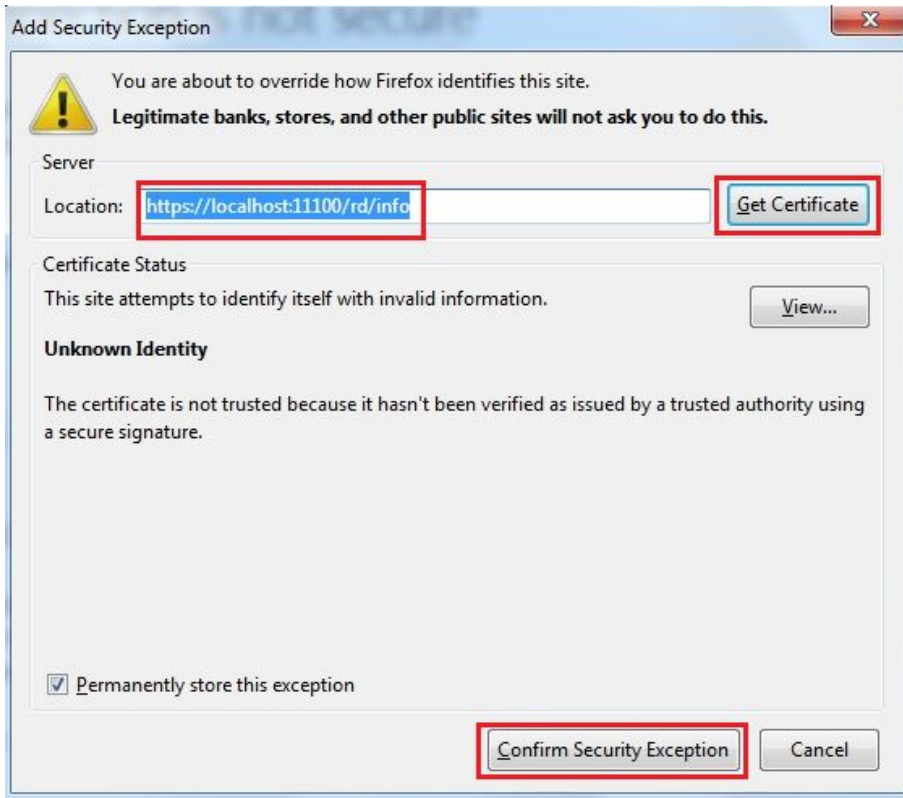 is not secure
Add Security Exception
You are about to override how Firefox identifies this site.
Legitimate banks, stores, and other public sites will not ask you to do this.
Server
Location: https://localhost:11100/rd/info Get Certificate
Certificate Status
This site attempts to identify itself with invalid information.
View...
Unknown Identity
The certificate is not trusted because it hasn't been verified as issued by a trusted authority using
a secure signature.
Permanently store this exception
Confirm Security Exception Cancel